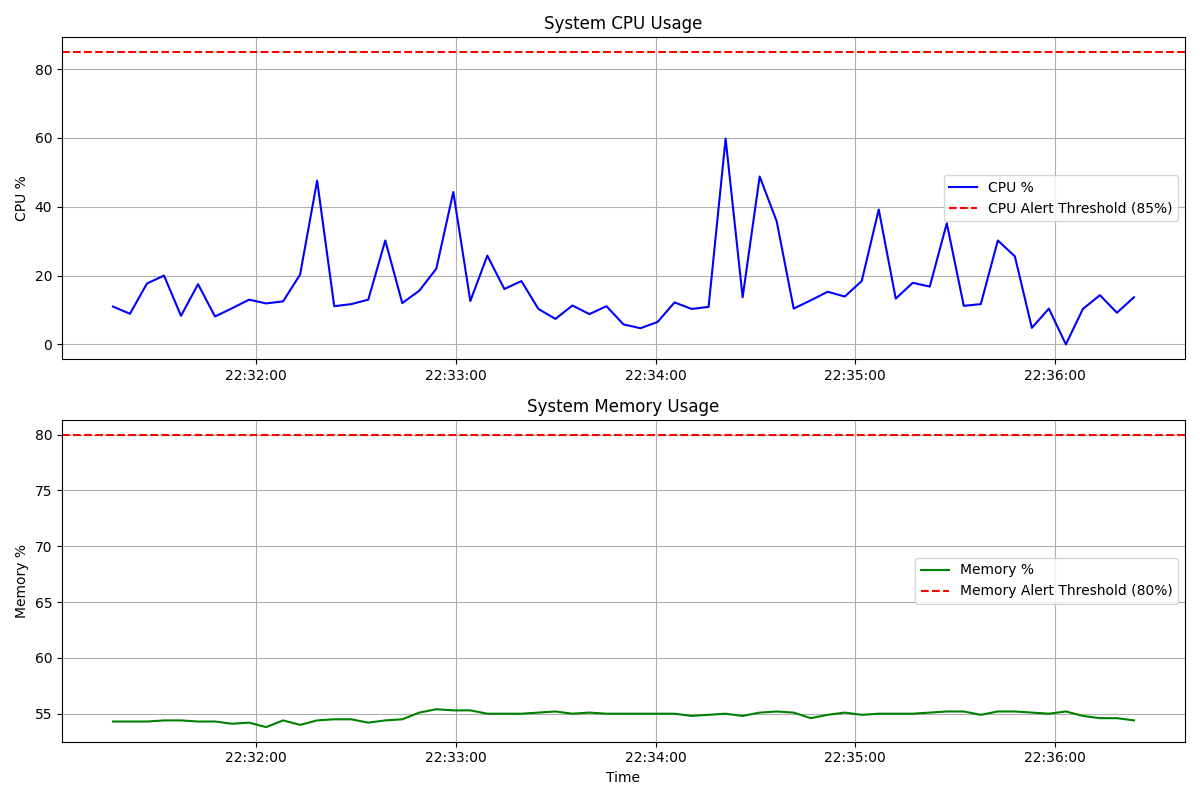 System CPU Usage
CPU %
80
60
40
20
0
CPU %
CPU Alert Threshold (85%)
22:32:00 22:33:00 22:34:00 22:35:00 22:36:00
System Memory Usage
Memory %
80
75
70
65
60
55
Memory %
Memory Alert Threshold (80%)
22:32:00 22:33:00 22:34:00 22:35:00 22:36:00
Time